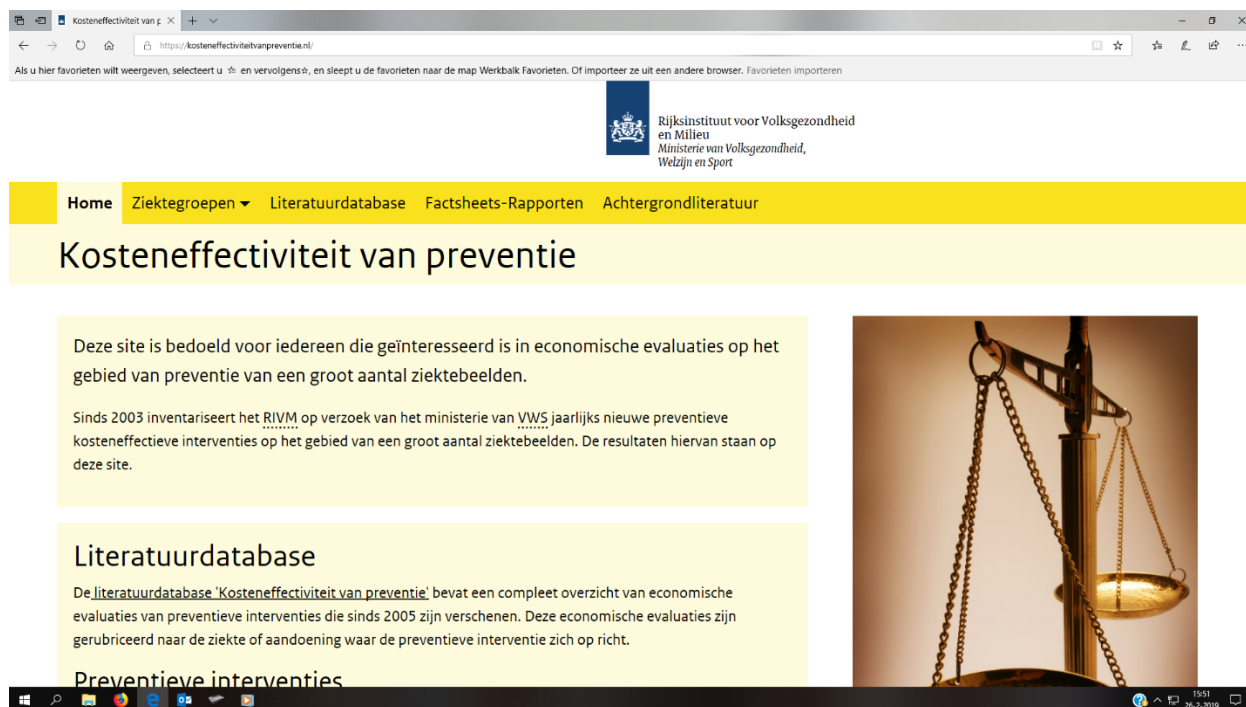 Kosteneffectiviteit van p
https://kosteneffectiviteitvanpreventie.nl/
Als u hier favorieten wilt weergeven, selecteert u en vervolgens, en sleept u de favorieten naar de map Werkbalk Favorieten. Of importeer ze uit een andere browser. Favorieten importeren
Rijksinstituut voor Volksgezondheid
en Milieu
Ministerie van Volksgezondheid,
Welzijn en Sport
Home Ziektegroepen Literatuurdatabase Factsheets-Rapporten Achtergrondliteratuur
Kosteneffectiviteit van preventie
Deze site is bedoeld voor iedereen die geïnteresseerd is in economische evaluaties op het
gebied van preventie van een groot aantal ziektebeelden.
Sinds 2003 inventariseert het RIVM op verzoek van het ministerie van VWS jaarlijks nieuwe preventieve
kosteneffectieve interventies op het gebied van een groot aantal ziektebeelden. De resultaten hiervan staan op
deze site.
Literatuurdatabase
De literatuurdatabase 'Kosteneffectiviteit van preventie' bevat een compleet overzicht van economische
evaluaties van preventieve interventies die sinds 2005 zijn verschenen. Deze economische evaluaties zijn
gerubriceerd naar de ziekte of aandoening waar de preventieve interventie zich op richt.
Preventieve interventies
15:51
26-2-2019